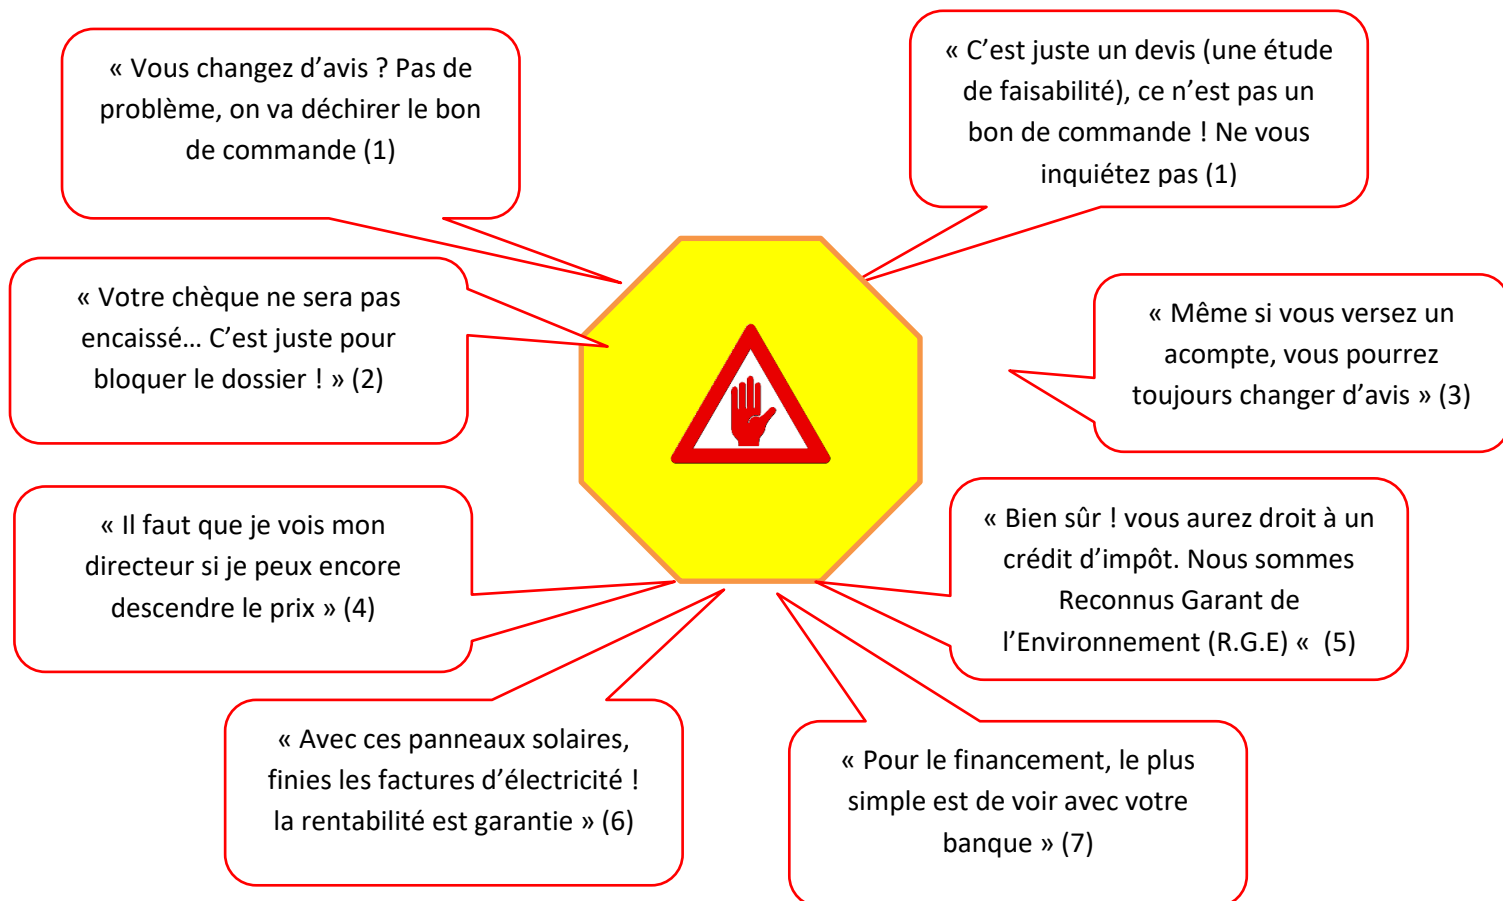 « Vous changez d’avis ? Pas de
problème, on va déchirer le bon
de commande (1)
« C’est juste un devis (une étude
de faisabilité), ce n’est pas un
bon de commande ! Ne vous
inquiétez pas (1)
« Votre chèque ne sera pas
encaissé… C’est juste pour
bloquer le dossier ! » (2)
« Même si vous versez un
acompte, vous pourrez
toujours changer d’avis » (3)
« Il faut que je vois mon
directeur si je peux encore
descendre le prix » (4)
« Bien sûr ! vous aurez droit à un
crédit d’impôt. Nous sommes
Reconnus Garant de
l’Environnement (R.G.E) «  (5)
« Avec ces panneaux solaires,
finies les factures d’électricité !
la rentabilité est garantie » (6)
« Pour le financement, le plus
simple est de voir avec votre
banque » (7)